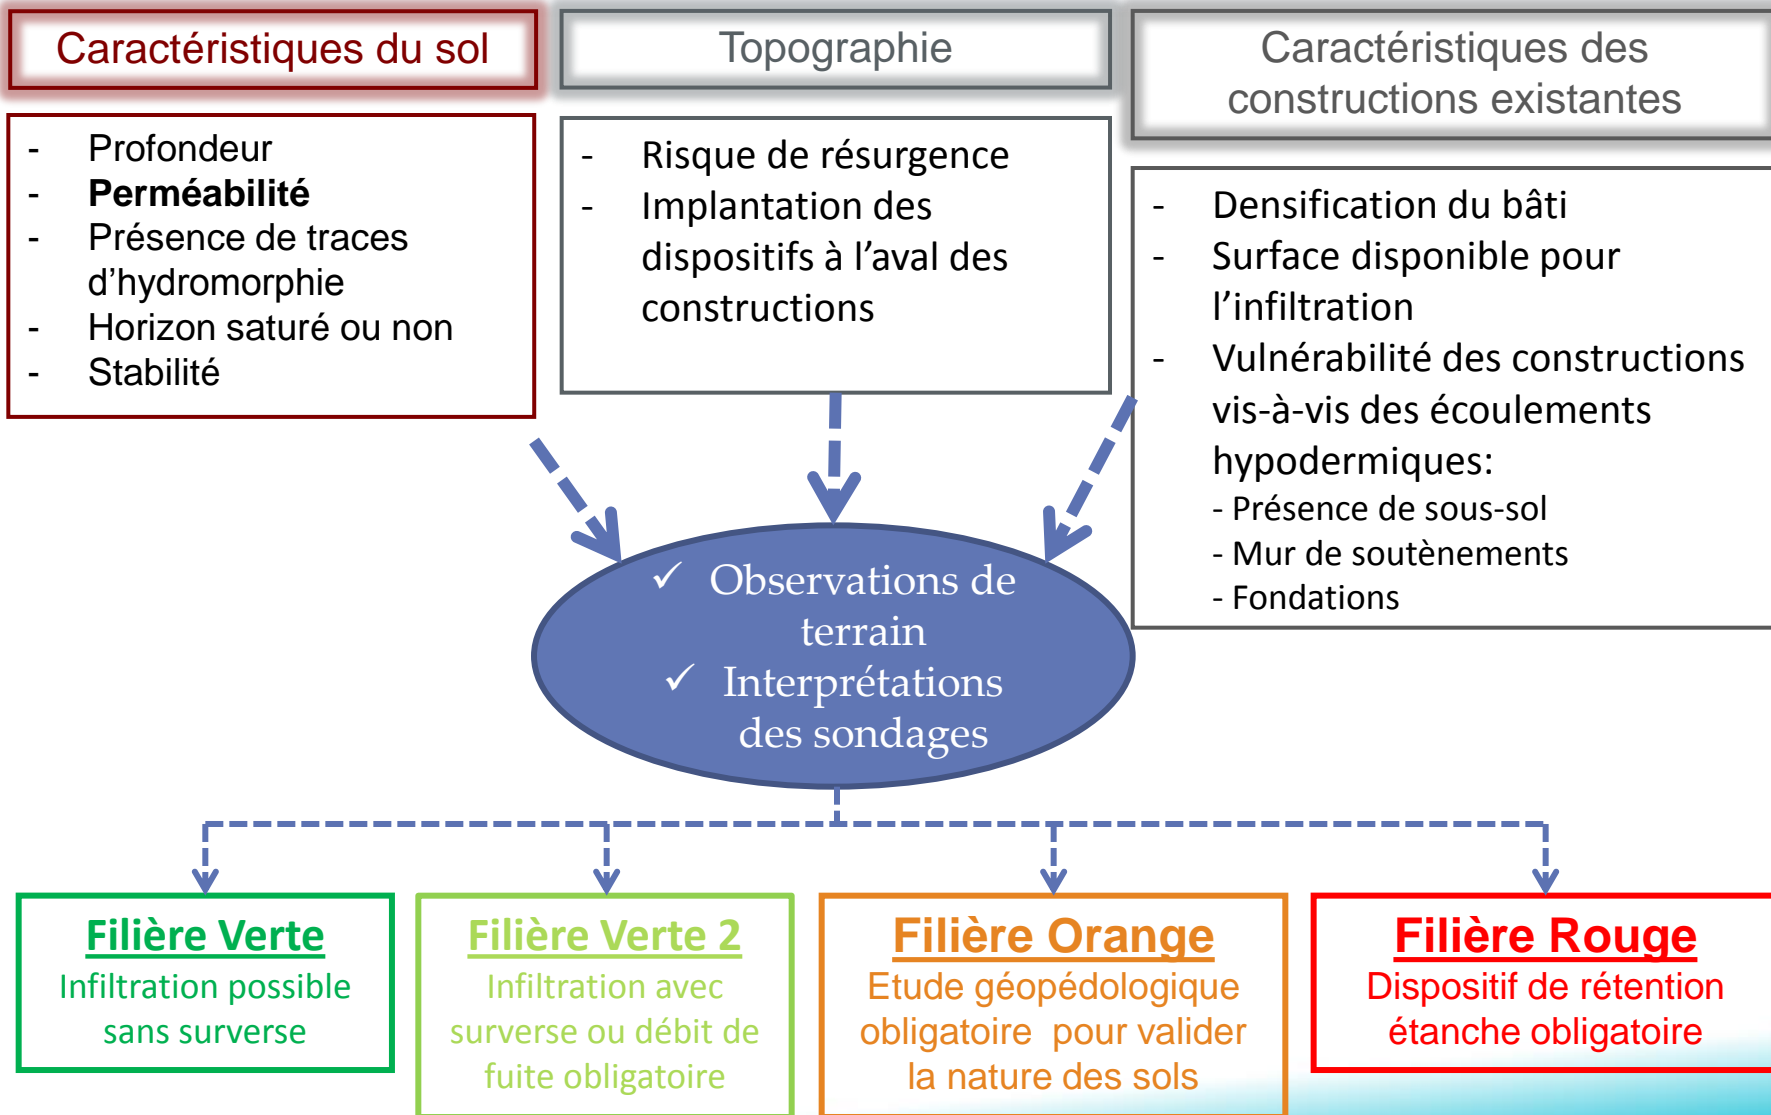 Caractéristiques du sol
- Profondeur
- Perméabilité
- Présence de traces
d'hydromorphie
- Horizon saturé ou non
- Stabilité
Topographie
- Risque de résurgence
- Implantation des
dispositifs à l'aval des
constructions
Caractéristiques des
constructions existantes
- Densification du bâti
- Surface disponible pour
l'infiltration
- Vulnérabilité des constructions
vis-à-vis des écoulements
hypodermiques:
- Présence de sous-sol
- Mur de soutènements
- Fondations
✓ Observations de
terrain
✓ Interprétations
des sondages
Filière Verte
Infiltration possible
sans surverse
Filière Verte 2
Infiltration avec
surverse ou débit de
fuite obligatoire
Filière Orange
Etude géopédologique
obligatoire pour valider
la nature des sols
Filière Rouge
Dispositif de rétention
étanche obligatoire